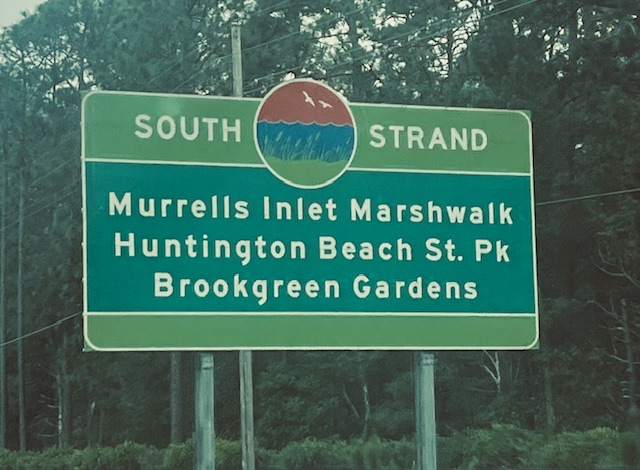 SOUTH STRAND
Murrells Inlet Marshwalk
Huntington Beach St. Pk
Brookgreen Gardens